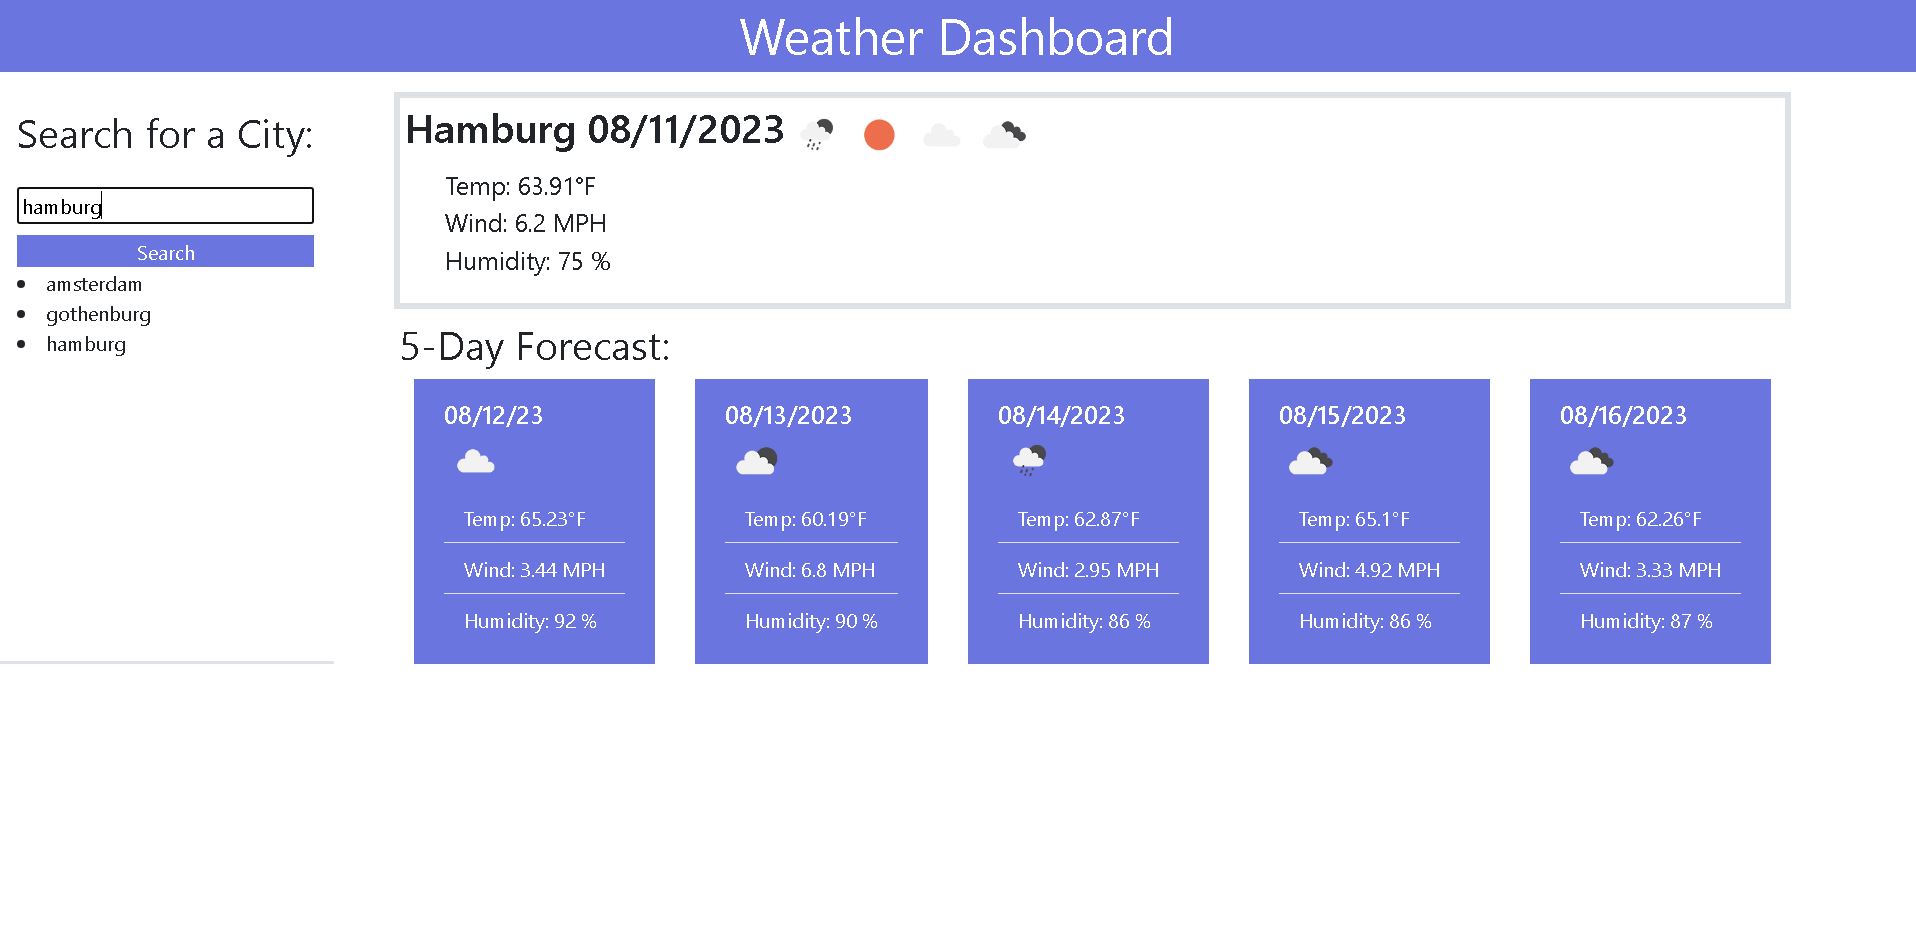 Weather Dashboard
Search for a City:
hamburg
Search
amsterdam
gothenburg
hamburg
Hamburg 08/11/2023
Temp: 63.91°F
Wind: 6.2 MPH
Humidity: 75 %
5-Day Forecast:
08/12/23
Temp: 65.23°F
Wind: 3.44 MPH
Humidity: 92 %
08/13/2023
Temp: 60.19°F
Wind: 6.8 MPH
Humidity: 90 %
08/14/2023
Temp: 62.87°F
Wind: 2.95 MPH
Humidity: 86 %
08/15/2023
Temp: 65.1°F
Wind: 4.92 MPH
Humidity: 86 %
08/16/2023
Temp: 62.26°F
Wind: 3.33 MPH
Humidity: 87 %